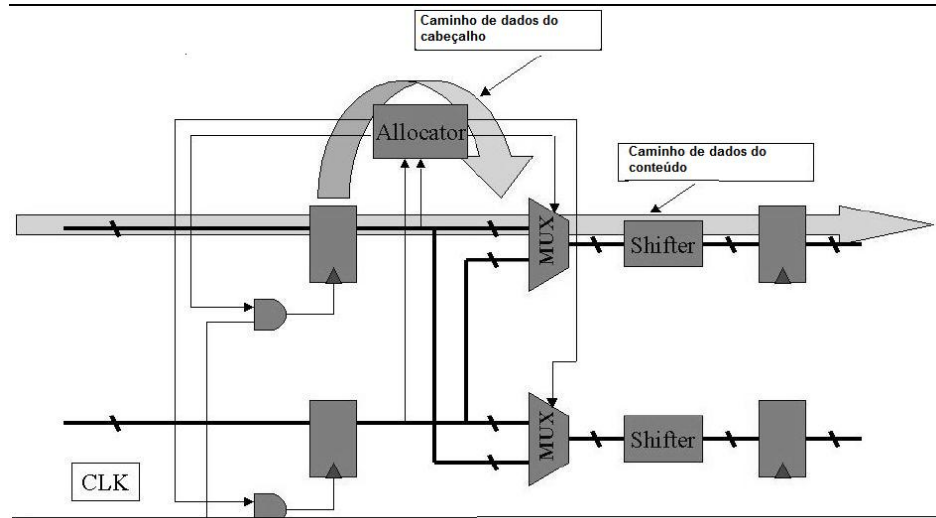 Caminho de dados do
cabeçalho
Allocator
Caminho de dados do
conteúdo
MUX
Shifter
MUX
Shifter
CLK